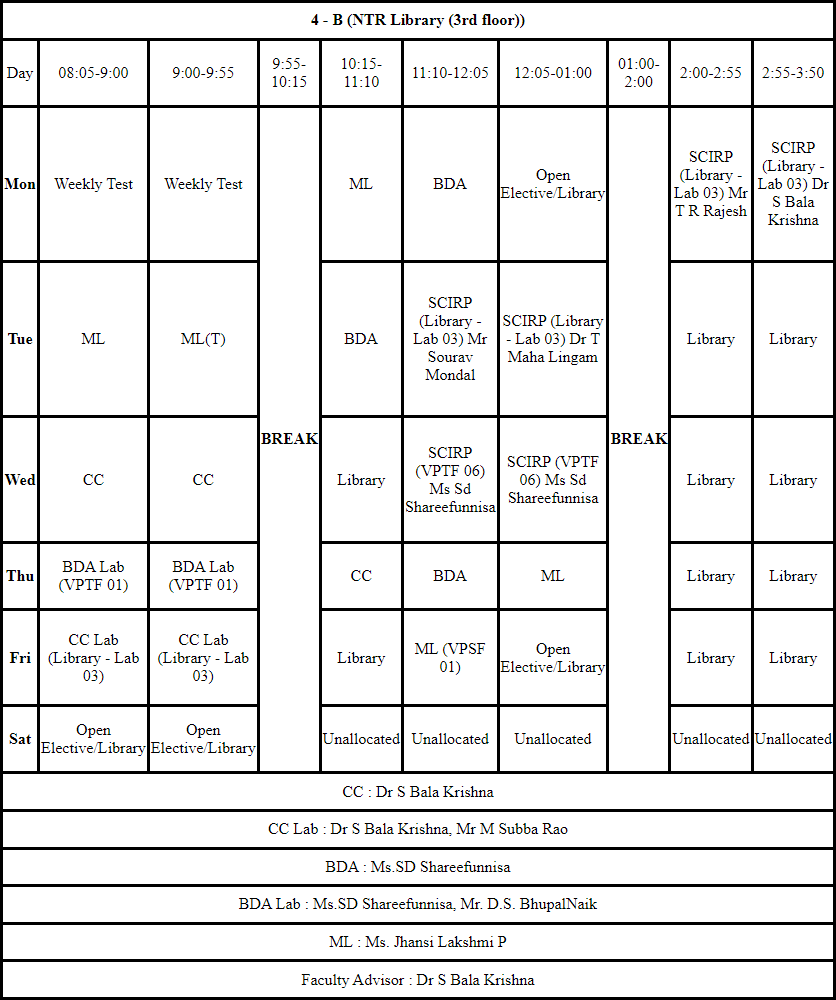 4 - B (NTR Library (3rd floor))
Day 08:05-9:00 9:00-9:55 9:55-10:15 10:15-11:10 11:10-12:05 12:05-01:00 01:00-2:00 2:00-2:55 2:55-3:50
Mon Weekly Test Weekly Test ML BDA Open Elective/Library SCIRP (Library - Lab 03) Mr T R Rajesh SCIRP (Library - Lab 03) Dr S Bala Krishna
Tue ML ML(T) BDA SCIRP (Library - Lab 03) Mr Sourav Mondal SCIRP (Library - Lab 03) Dr T Maha Lingam Library Library
BREAK BREAK
Wed CC CC Library SCIRP (VPTF 06) Ms Sd Shareefunnisa SCIRP (VPTF 06) Ms Sd Shareefunnisa Library Library
Thu BDA Lab (VPTF 01) BDA Lab (VPTF 01) CC BDA ML Library Library
Fri CC Lab (Library - Lab 03) CC Lab (Library - Lab 03) Library ML (VPSF 01) Open Elective/Library Library Library
Sat Open Elective/Library Open Elective/Library Unallocated Unallocated Unallocated Unallocated Unallocated
CC : Dr S Bala Krishna
CC Lab : Dr S Bala Krishna, Mr M Subba Rao
BDA : Ms.SD Shareefunnisa
BDA Lab : Ms.SD Shareefunnisa, Mr. D.S. BhupalNaik
ML : Ms. Jhansi Lakshmi P
Faculty Advisor : Dr S Bala Krishna